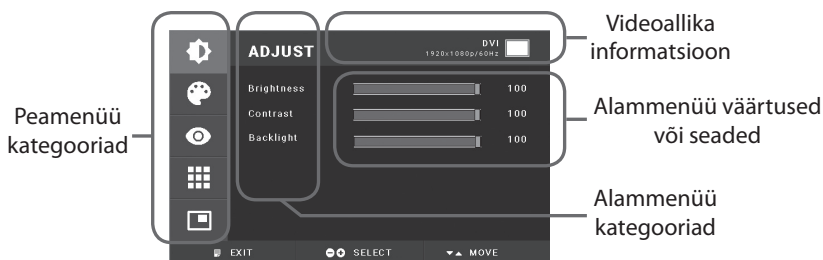 Peamenüü
kategooriad
ADJUST
DVI
1920x1080p/60Hz
Brightness 100
Contrast 100
Backlight 100
EXIT SELECT MOVE
Videoallika
informatsioon
Alammenüü väärtused
või seaded
Alammenüü
kategooriad